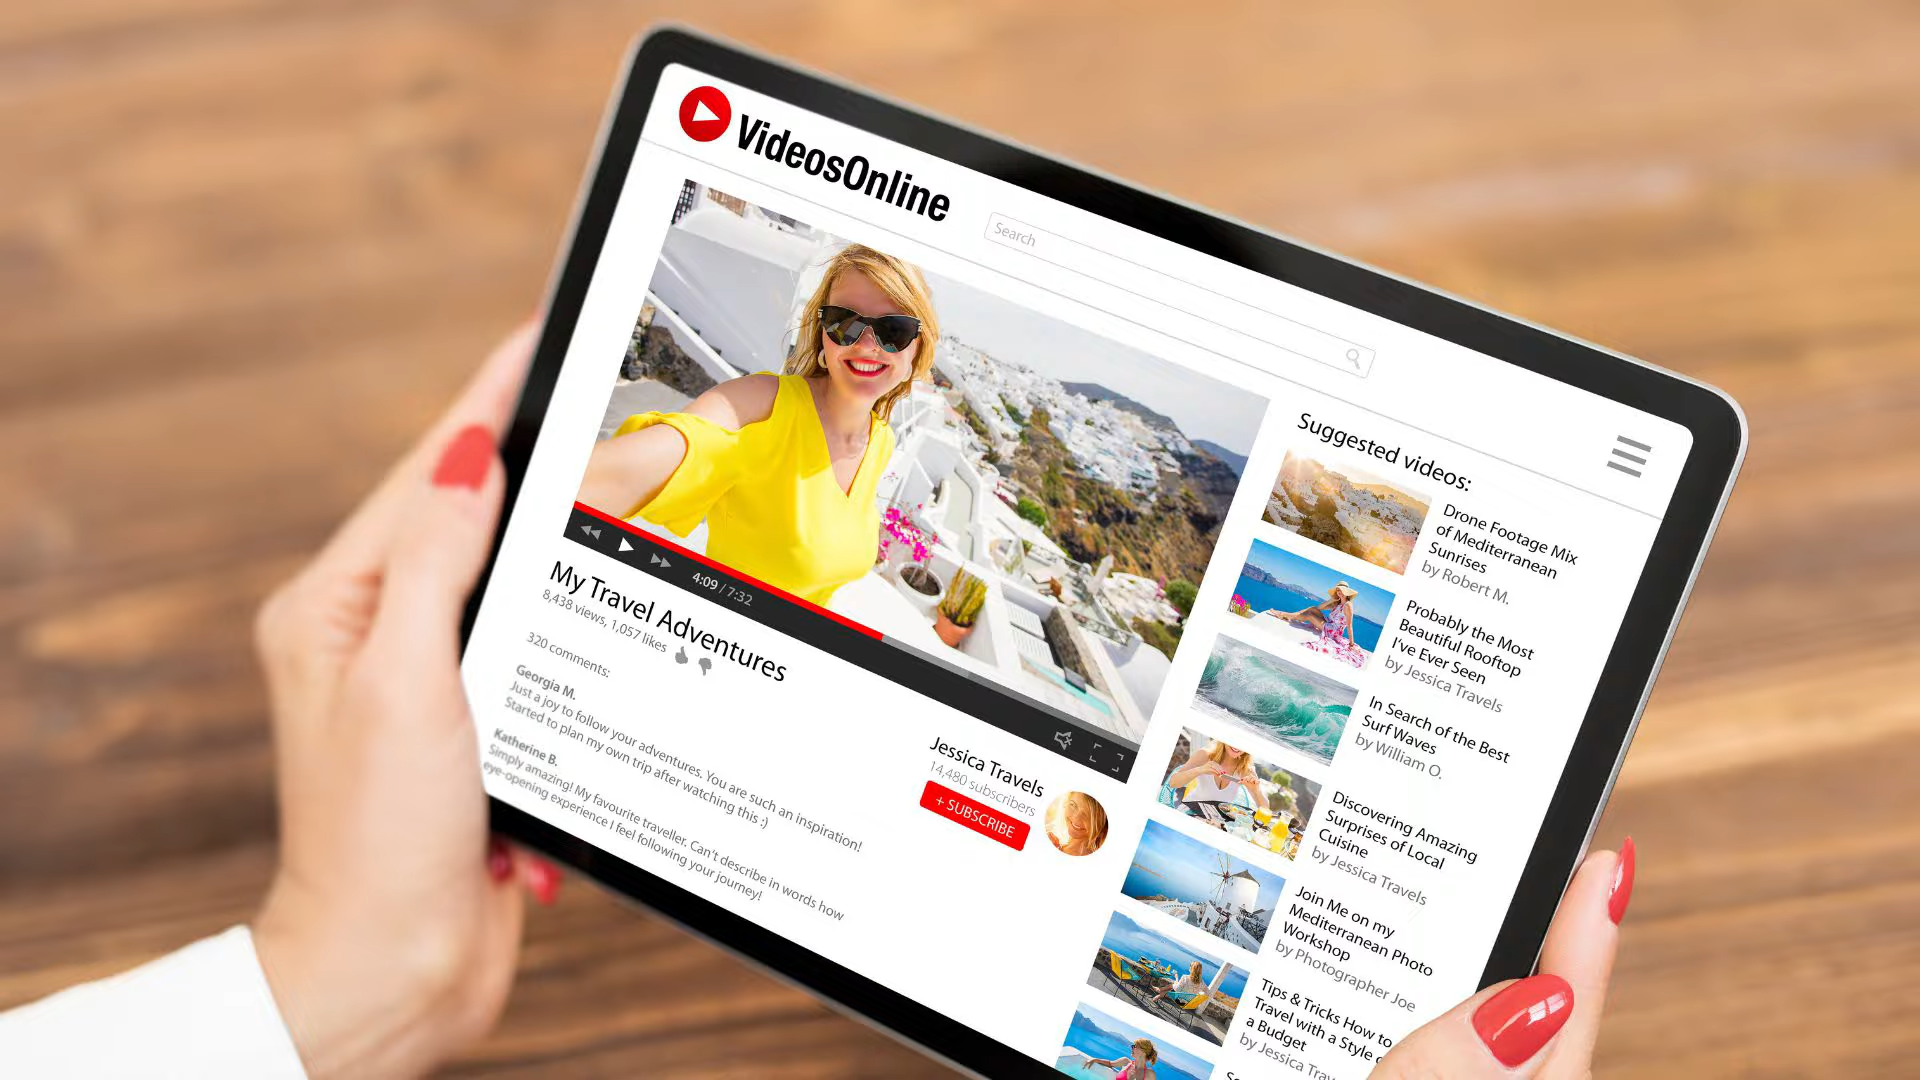 VideosOnline
Search
4:09 / 7:32
My Travel Adventures
8,438 views, 1,057 likes
320 comments:
Georgia M.
Just a joy to follow your adventures. You are such an inspiration!
Started to plan my own trip after watching this :)
Katherine B.
Simply amazing! My favourite traveller. Can't describe in words how
eye-opening experience I feel following your journey!
Jessica Travels
14,480 subscribers
+ SUBSCRIBE
Suggested videos:
Drone Footage Mix
of Mediterranean
Sunrises
by Robert M.
Probably the Most
Beautiful Rooftop
I've Ever Seen
by Jessica Travels
In Search of the Best
Surf Waves
by William O.
Discovering Amazing
Surprises of Local
Cuisine
by Jessica Travels
Join Me on my
Mediterranean Photo
Workshop
by Photographer Joe
Tips & Tricks How to
Travel with a Style
a Budget
by Jessica